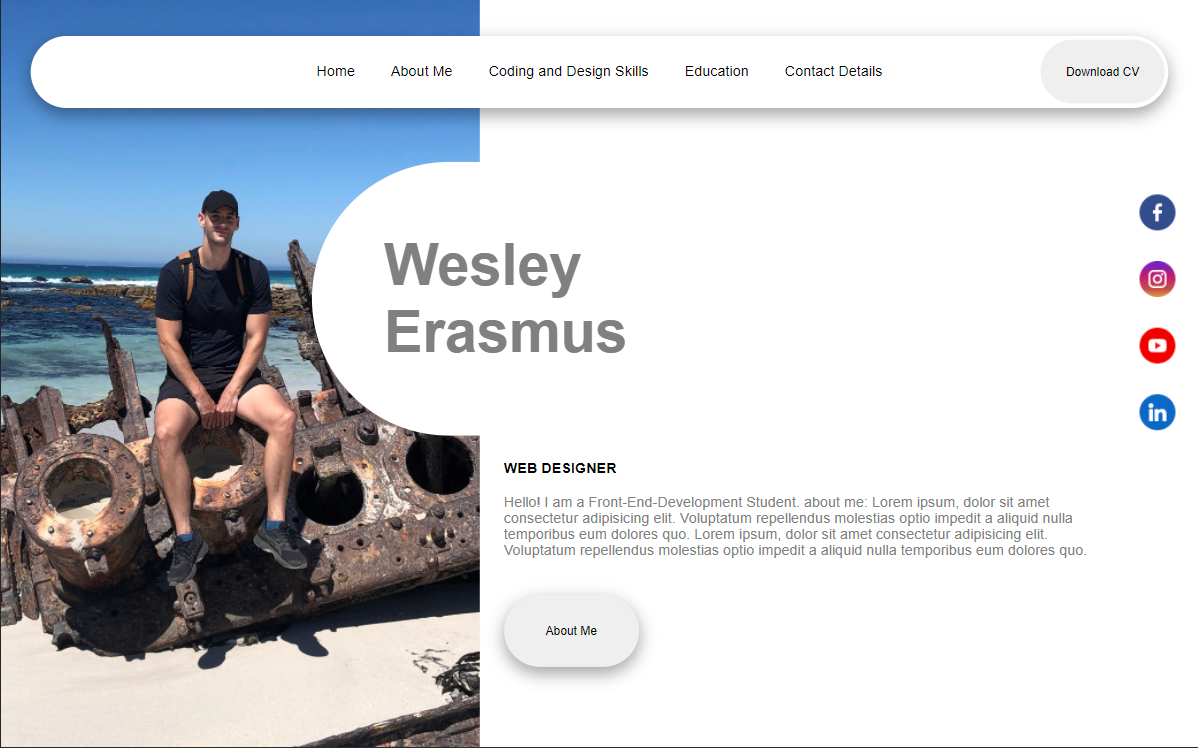 Home About Me Coding and Design Skills Education Contact Details Download CV
Wesley
Erasmus
WEB DESIGNER
Hello! I am a Front-End-Development Student. about me: Lorem ipsum, dolor sit amet
consectetur adipisicing elit. Voluptatum repellendus molestias optio impedit a aliquid nulla
temporibus eum dolores quo. Lorem ipsum, dolor sit amet consectetur adipisicing elit.
Voluptatum repellendus molestias optio impedit a aliquid nulla temporibus eum dolores quo.
About Me